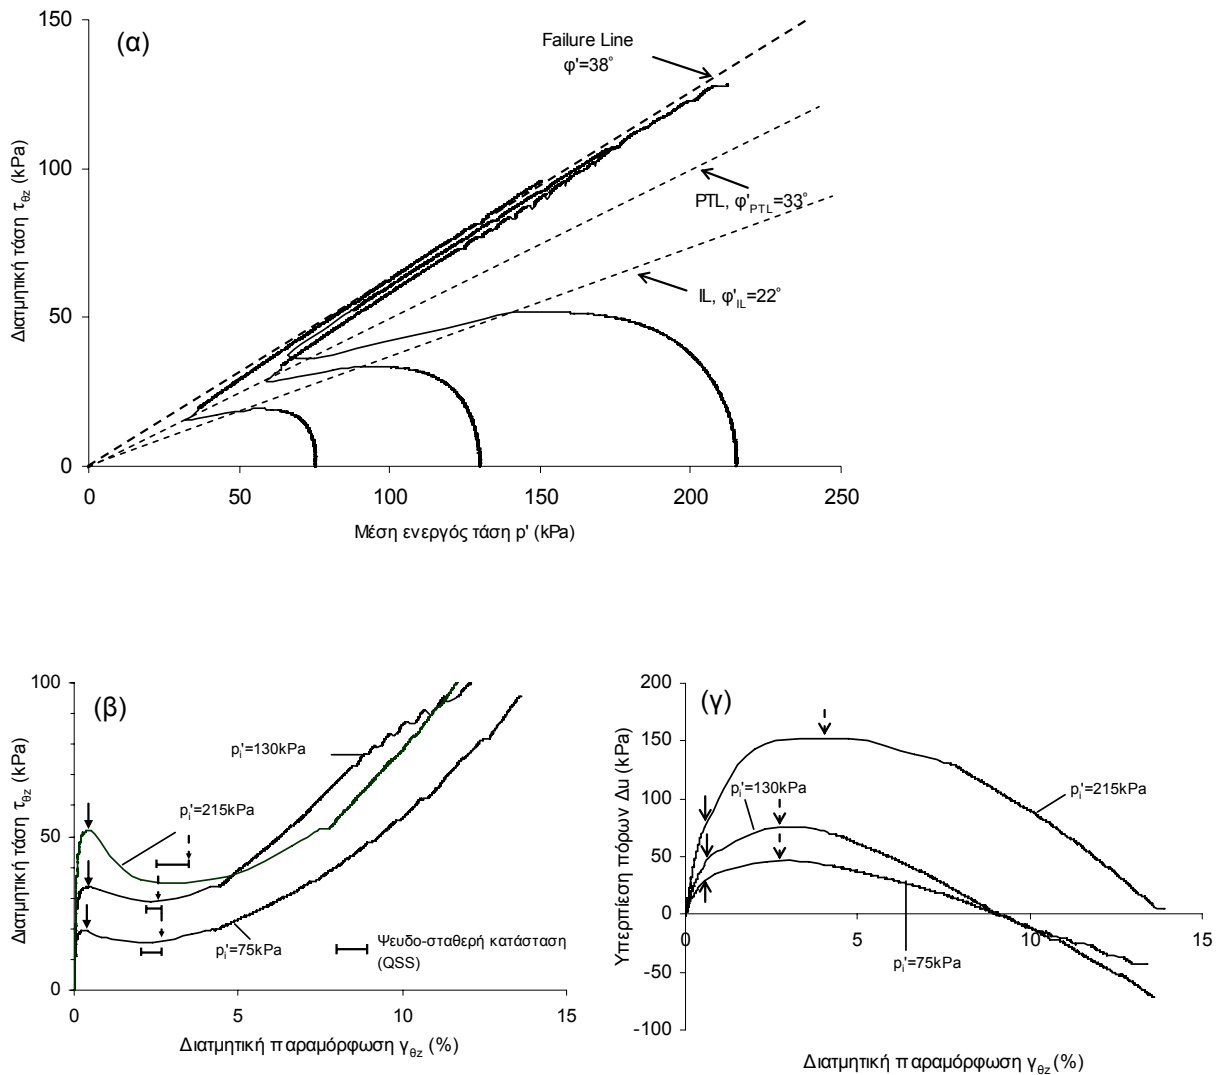 150
(α)
Failure Line
φ'=38°
100
PTL, φ'PTL=33°
IL, φ'IL=22°
50
0
0 50 100 150 200 250
Διατμητική τάση τθz (kPa)
Μέση ενεργός τάση p' (kPa)
100
(β)
pi'=130kPa
pi'=215kPa
50
pi'=75kPa
Ψευδο-σταθερή κατάσταση
(QSS)
0
0 5 10 15
Διατμητική τάση τθz (kPa)
Διατμητική παραμόρφωση γθz (%)
200
(γ)
150
pi'=130kPa
pi'=215kPa
100
50
0
0 5 10 15
pi'=75kPa
-50
-100
Υπερπίεση πόρων Δu (kPa)
Διατμητική παραμόρφωση γθz (%)